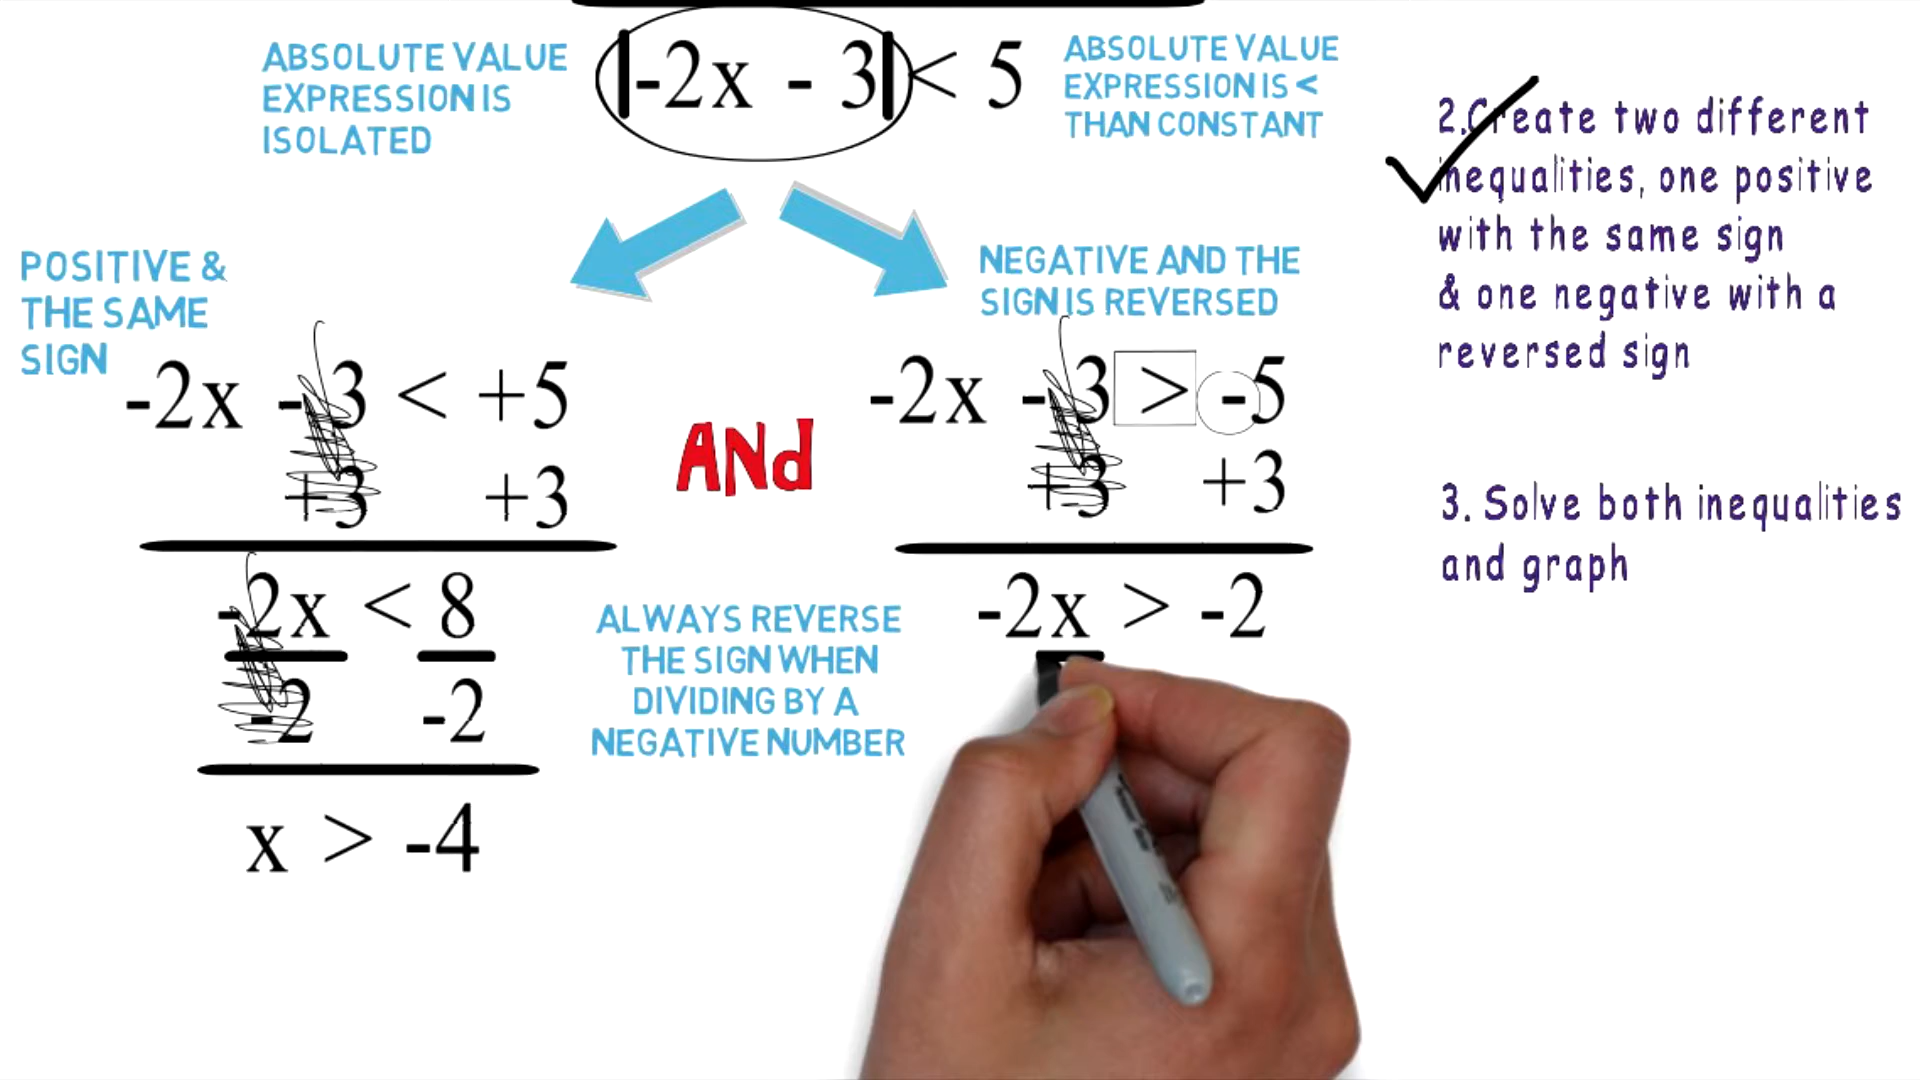 |-2x - 3| < 5
ABSOLUTE VALUE
EXPRESSION IS
ISOLATED
ABSOLUTE VALUE
EXPRESSION IS <
THAN CONSTANT
2.Create two different
inequalities, one positive
with the same sign
& one negative with a
reversed sign
3. Solve both inequalities
and graph
POSITIVE &
THE SAME
SIGN
-2x - 3 < +5
+3 +3
-2x < 8
-2 -2
x > -4
AND
ALWAYS REVERSE
THE SIGN WHEN
DIVIDING BY A
NEGATIVE NUMBER
NEGATIVE AND THE
SIGN IS REVERSED
-2x - 3 > -5
+3 +3
-2x > -2